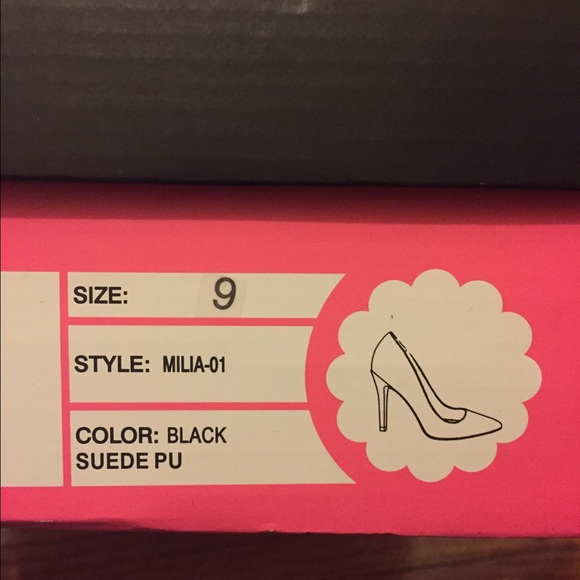 SIZE: 9
STYLE: MILIA-01
COLOR: BLACK
SUEDE PU